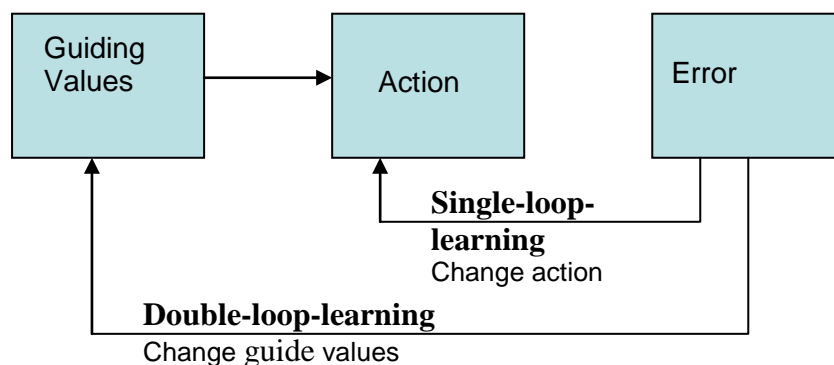 Guiding
Values
Action
Error
Single-loop-
learning
Change action
Double-loop-learning
Change guide values